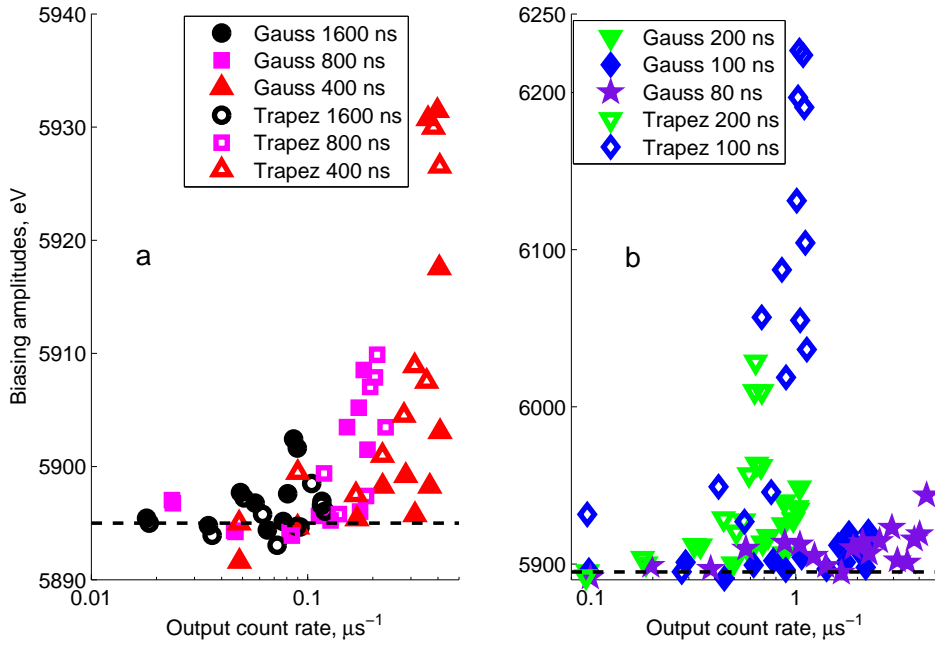 Gauss 1600 ns
Gauss 800 ns
Gauss 400 ns
Trapez 1600 ns
Trapez 800 ns
Trapez 400 ns
a
5940
5930
5920
5910
5900
5890
Biasing amplitudes, eV
0.01
0.1
Output count rate, μs⁻¹
Gauss 200 ns
Gauss 100 ns
Gauss 80 ns
Trapez 200 ns
Trapez 100 ns
b
6250
6200
6100
6000
5900
0.1
1
Output count rate, μs⁻¹